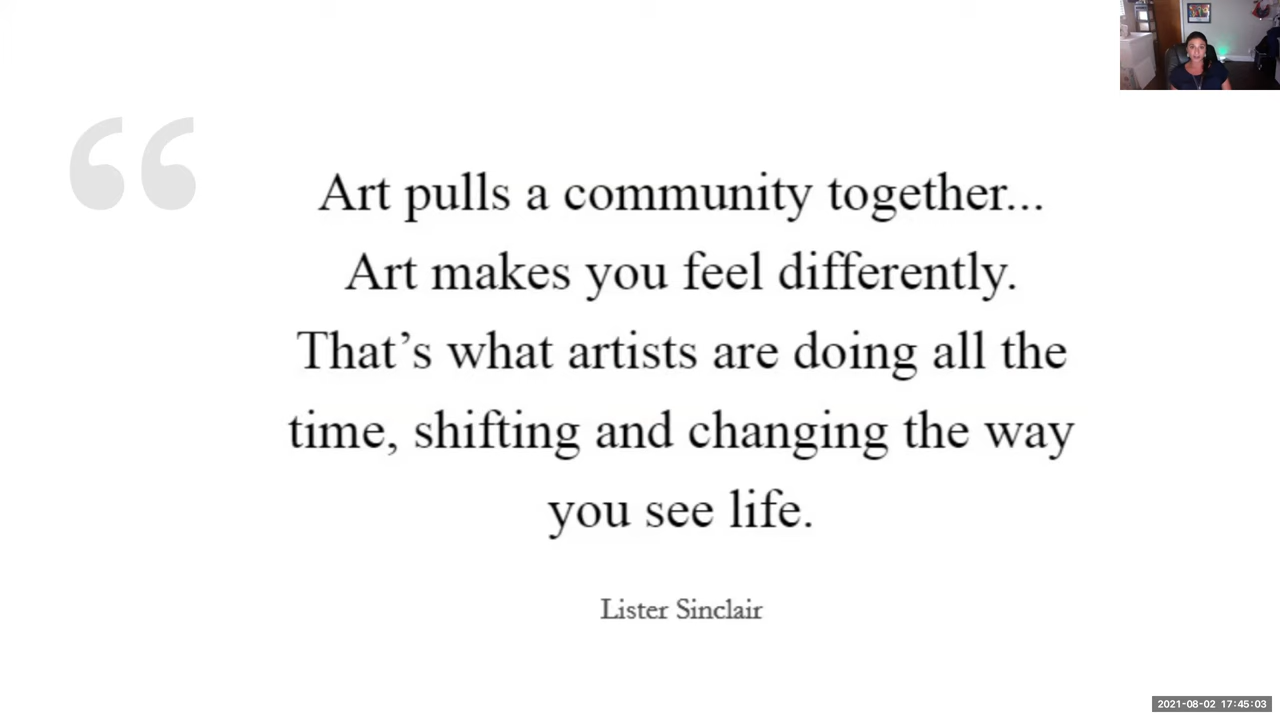 Art pulls a community together...
Art makes you feel differently.
That’s what artists are doing all the
time, shifting and changing the way
you see life.
Lister Sinclair
2021-08-02 17:45:03